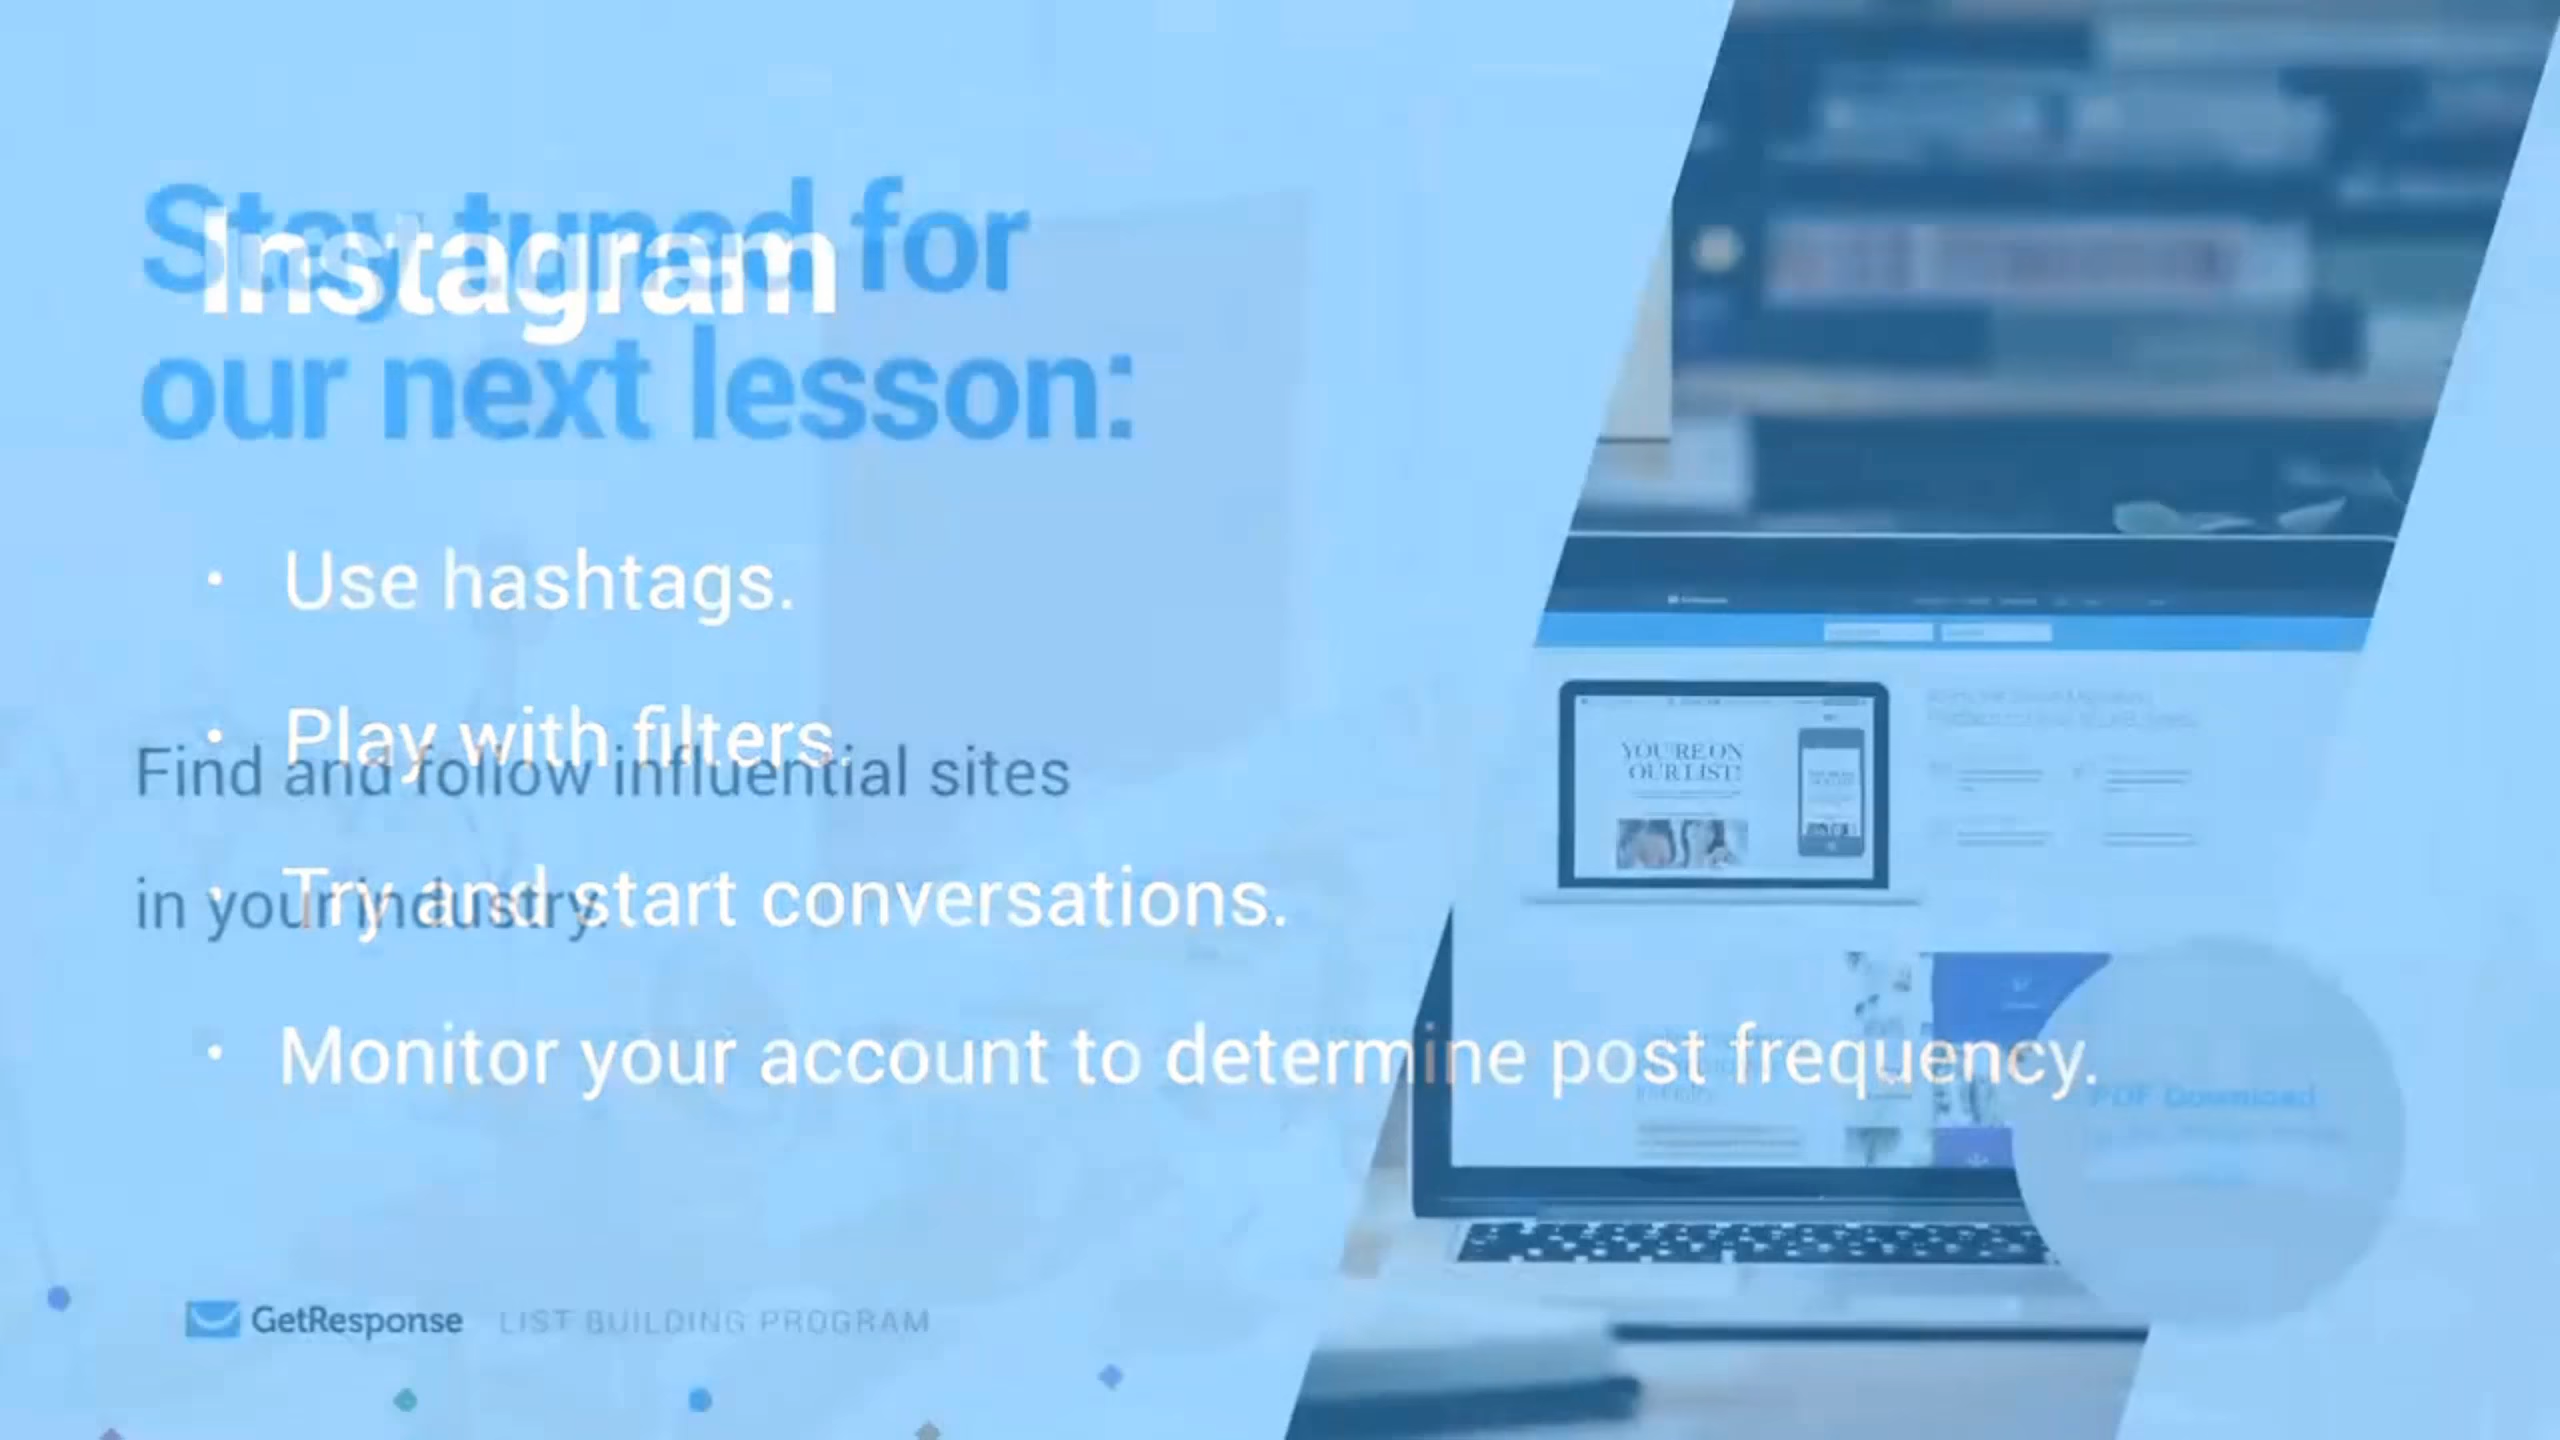 Stay tuned for
our next lesson:
Instagram
• Use hashtags.
• Play with filters.
• Try and start conversations.
• Monitor your account to determine post frequency.
Find and follow influential sites
in your industry.
YOU'RE ON
OUR LIST!
PDF Download
GetResponse LIST BUILDING PROGRAM